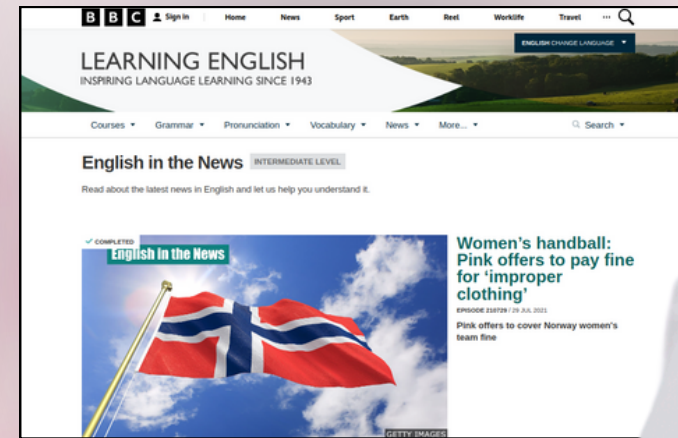 BBC Sign in Home News Sport Earth Reel Worklife Travel ...
ENGLISH CHANGE LANGUAGE
LEARNING ENGLISH
INSPIRING LANGUAGE LEARNING SINCE 1943
Courses Grammar Pronunciation Vocabulary News More... Search
English in the News INTERMEDIATE LEVEL
Read about the latest news in English and let us help you understand it.
COMPLETED
English in the News
GETTY IMAGES
Women's handball:
Pink offers to pay fine
for ‘improper
clothing’
EPISODE 210729 / 29 JUL 2021
Pink offers to cover Norway women's
team fine